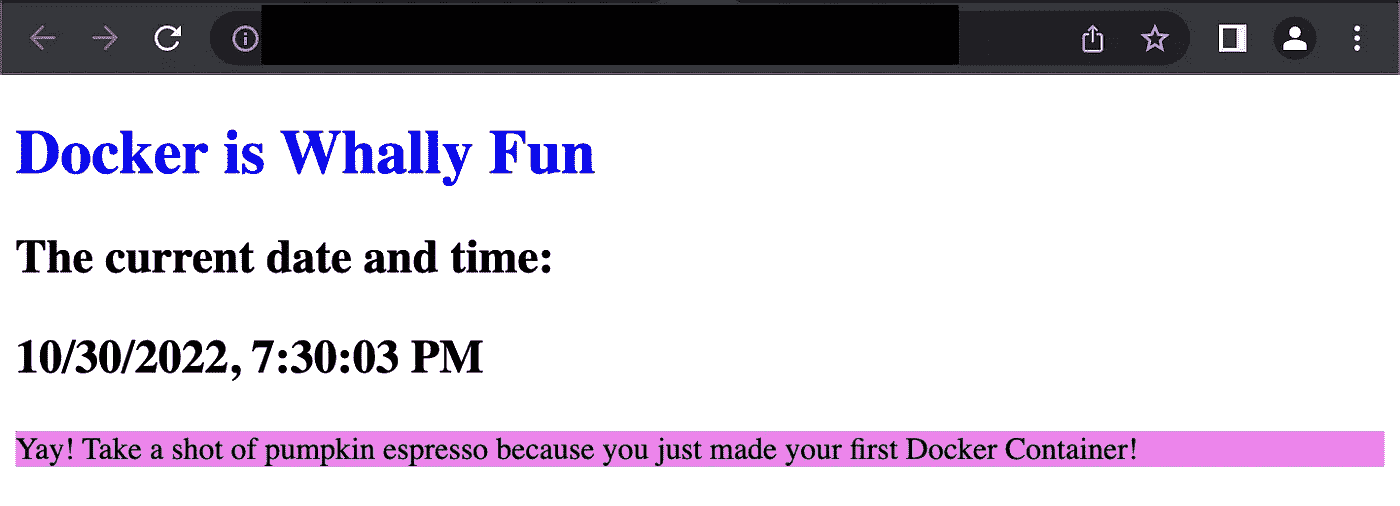 Docker is Whally Fun
The current date and time:
10/30/2022, 7:30:03 PM
Yay! Take a shot of pumpkin espresso because you just made your first Docker Container!